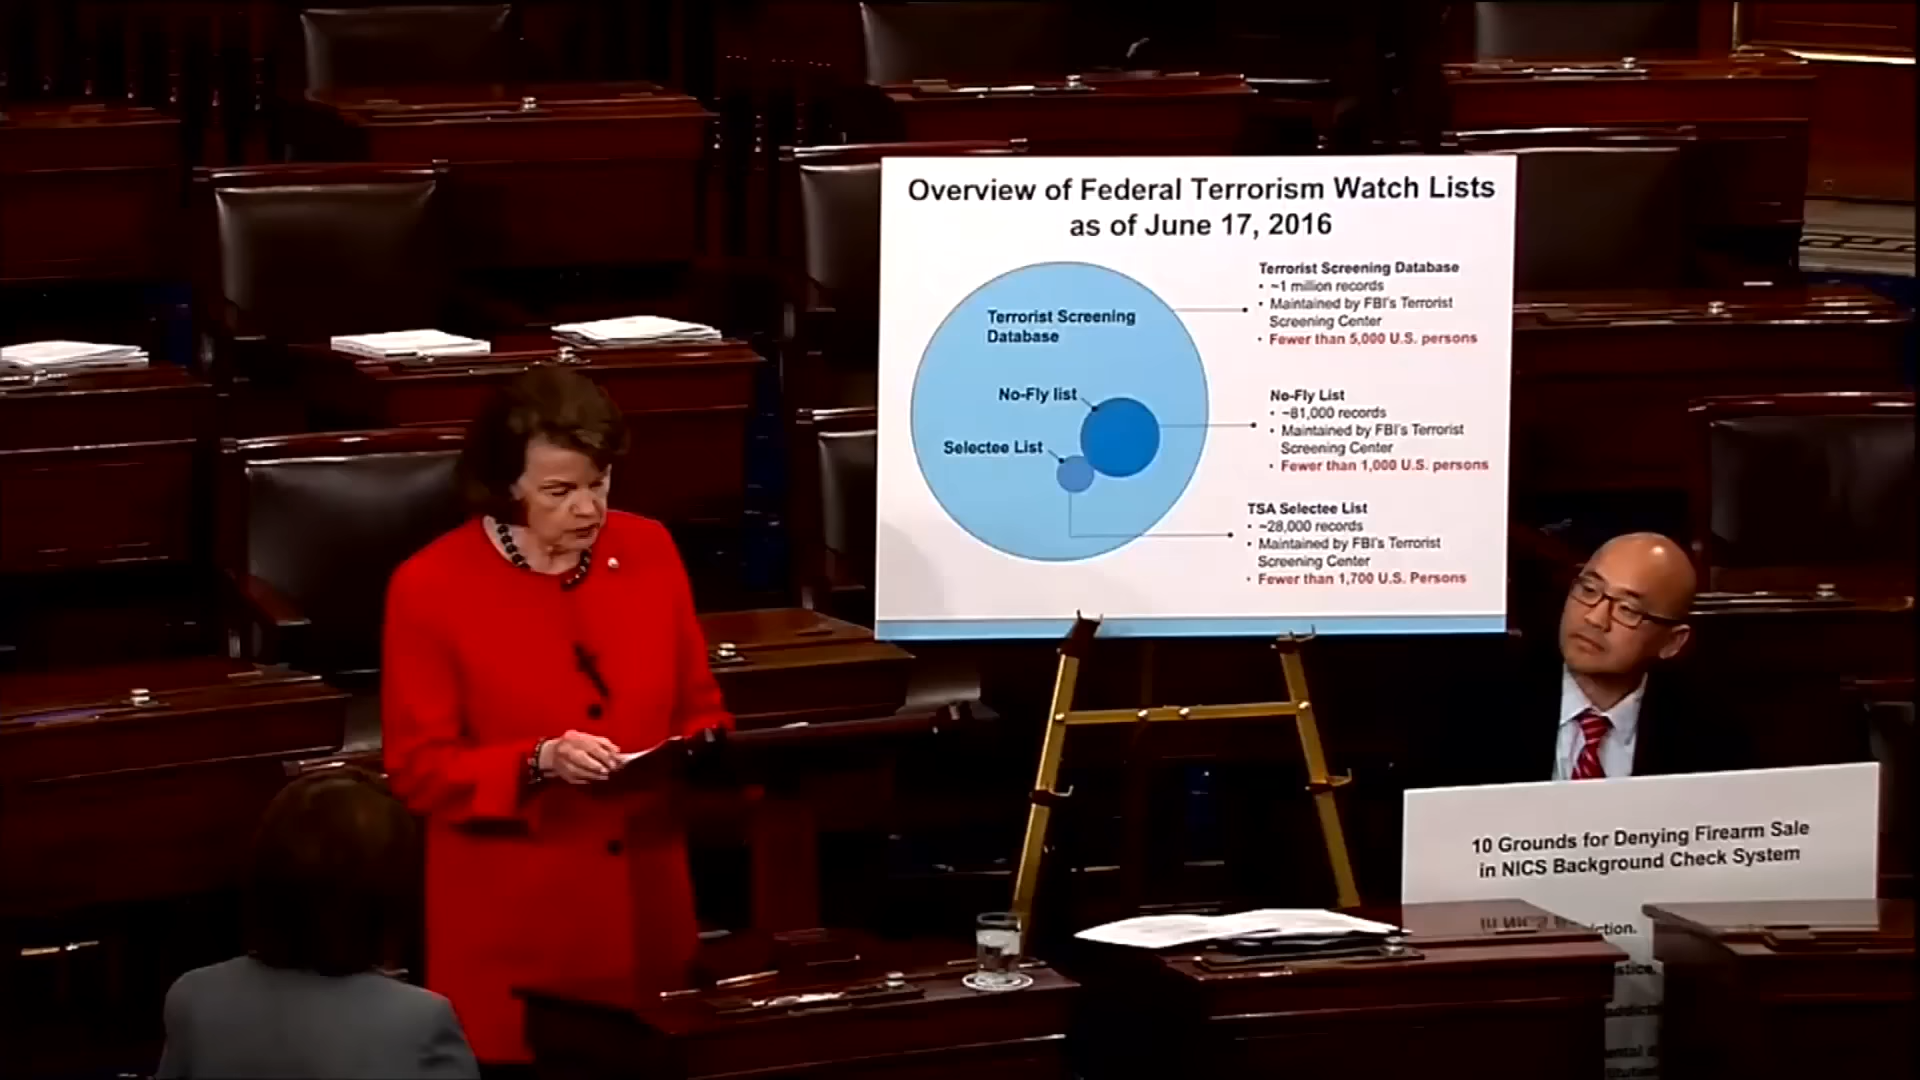 Overview of Federal Terrorism Watch Lists
as of June 17, 2016
Terrorist Screening
Database
No-Fly list
Selectee List
Terrorist Screening Database
• ~1 million records
• Maintained by FBI's Terrorist
Screening Center
• Fewer than 5,000 U.S. persons
No-Fly List
• ~81,000 records
• Maintained by FBI's Terrorist
Screening Center
• Fewer than 1,000 U.S. persons
TSA Selectee List
• ~28,000 records
• Maintained by FBI's Terrorist
Screening Center
• Fewer than 1,700 U.S. Persons
10 Grounds for Denying Firearm Sale
in NICS Background Check System